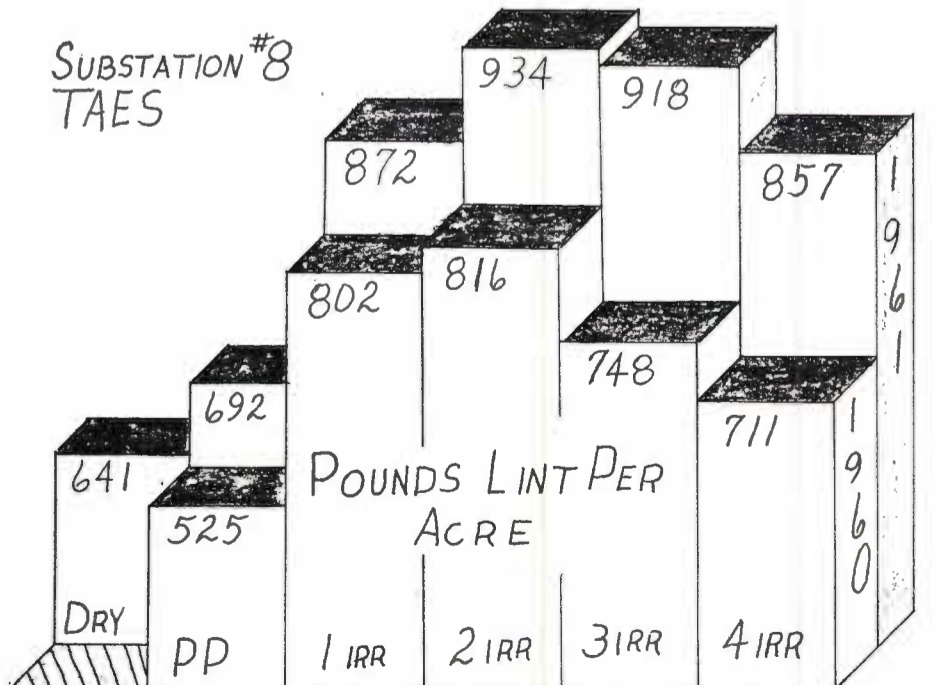 SUBSTATION #8
TAES
934
918
872
857
802
816
692
748
641
711
525
POUNDS LINT PER
ACRE
DRY
PP
1 IRR
2 IRR
3 IRR
4 IRR
1961
1960